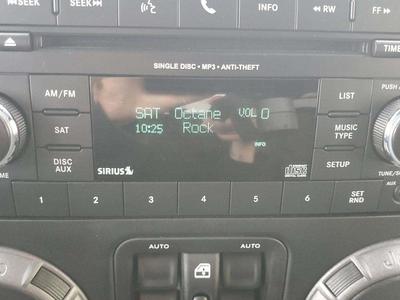 SEEK SEEK INFO RW FF
SINGLE DISC • MP3 • ANTI-THEFT
TIME
PUSH
AM/FM
SAT - Octane VOL 0
LIST
SAT
10:25 Rock
MUSIC TYPE
INFO
DISC AUX
SETUP
SIRIUS
TUNE/
1 2 3 4 5 6
SET RND
AUX
AUTO AUTO